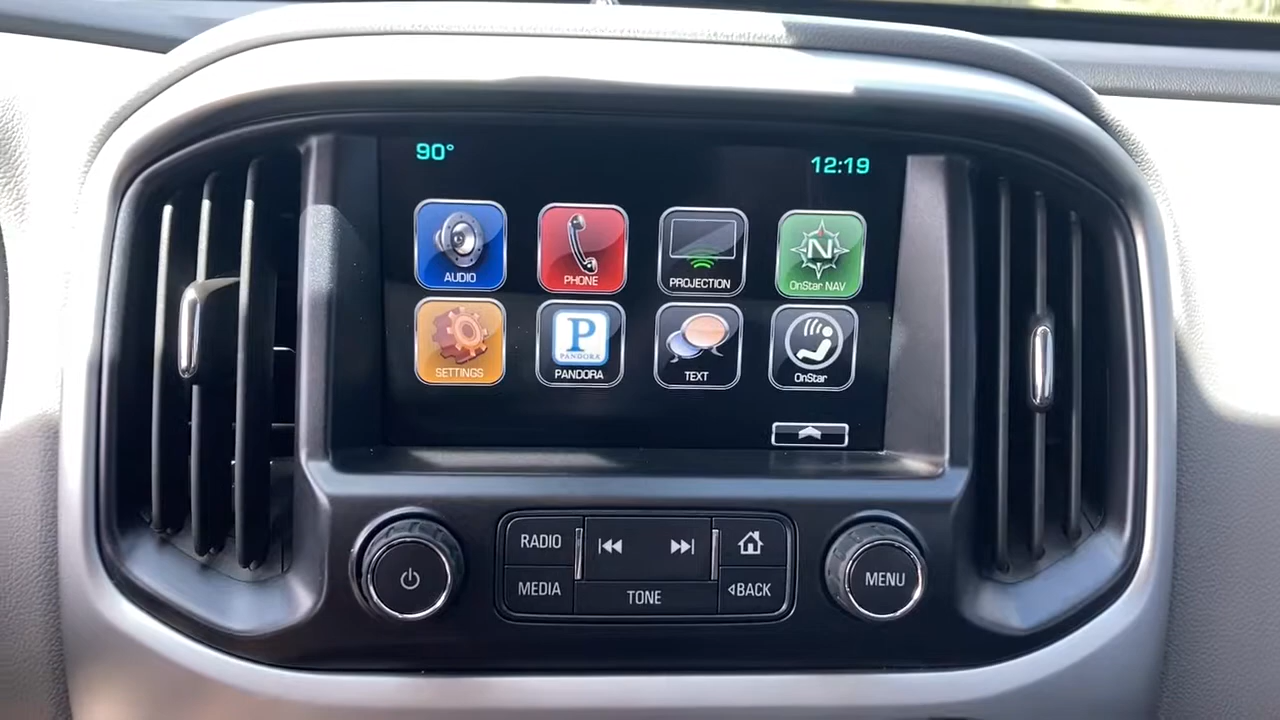 90°
12:19
AUDIO
PHONE
PROJECTION
N
OnStar NAV
SETTINGS
P
PANDORA
PANDORA
TEXT
OnStar
RADIO
MEDIA
TONE
BACK
MENU